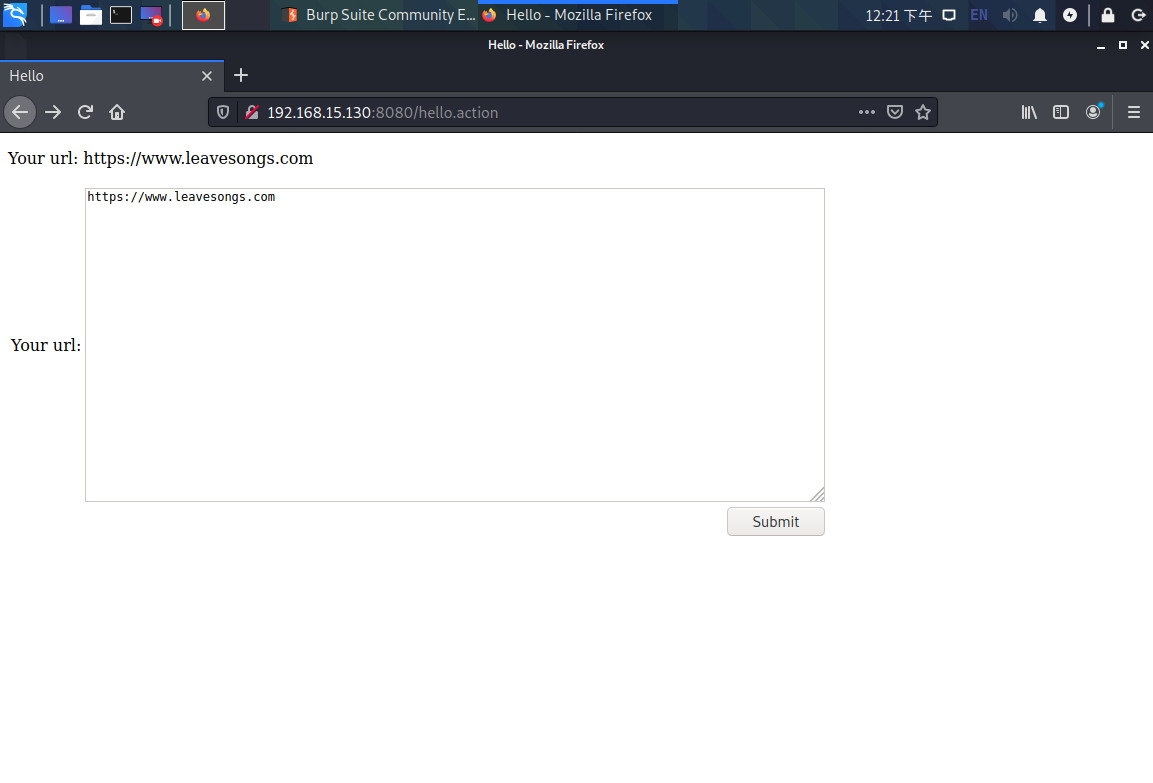 Burp Suite Community E...
Hello - Mozilla Firefox
12:21 下午
EN
Hello - Mozilla Firefox
Hello
192.168.15.130:8080/hello.action
Your url: https://www.leavesongs.com
https://www.leavesongs.com
Your url:
Submit